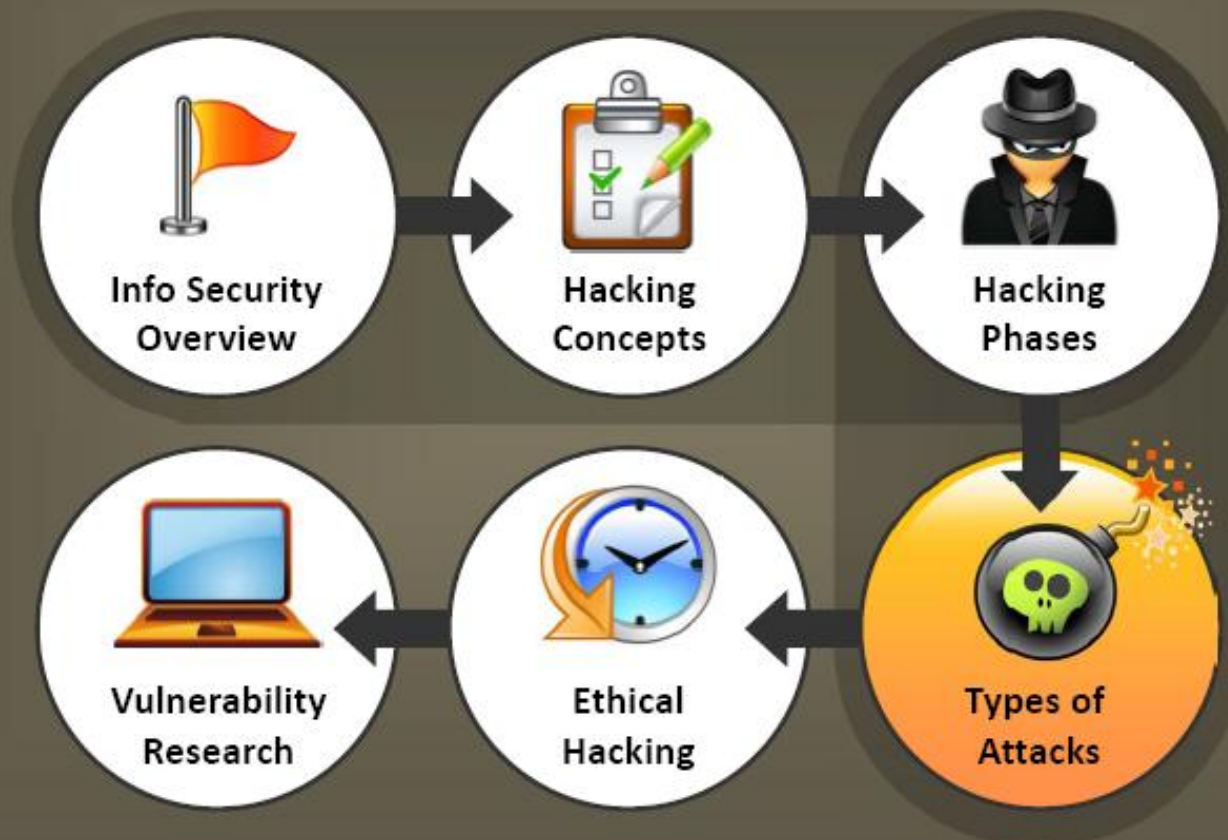 Info Security
Overview
Hacking
Concepts
Hacking
Phases
Types of
Attacks
Ethical
Hacking
Vulnerability
Research